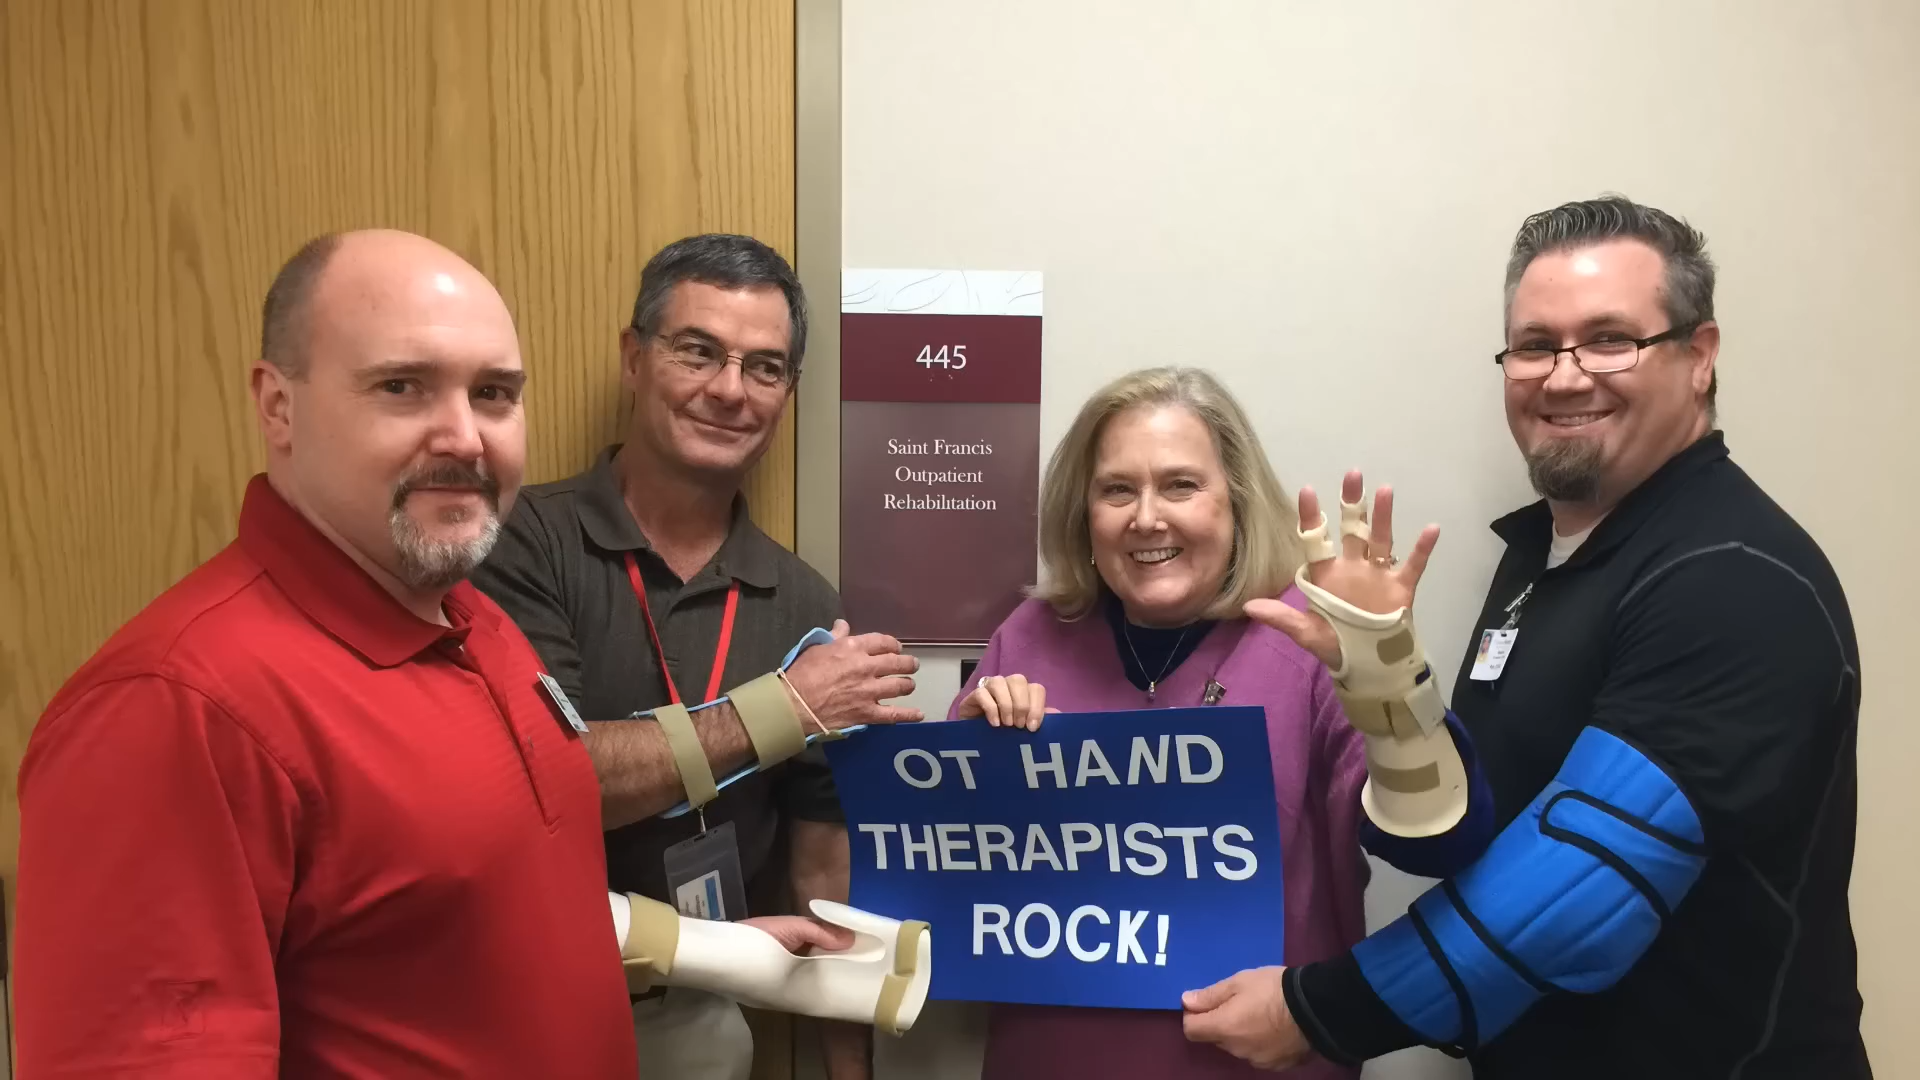 445
Saint Francis
Outpatient
Rehabilitation
OT HAND
THERAPISTS
ROCK!